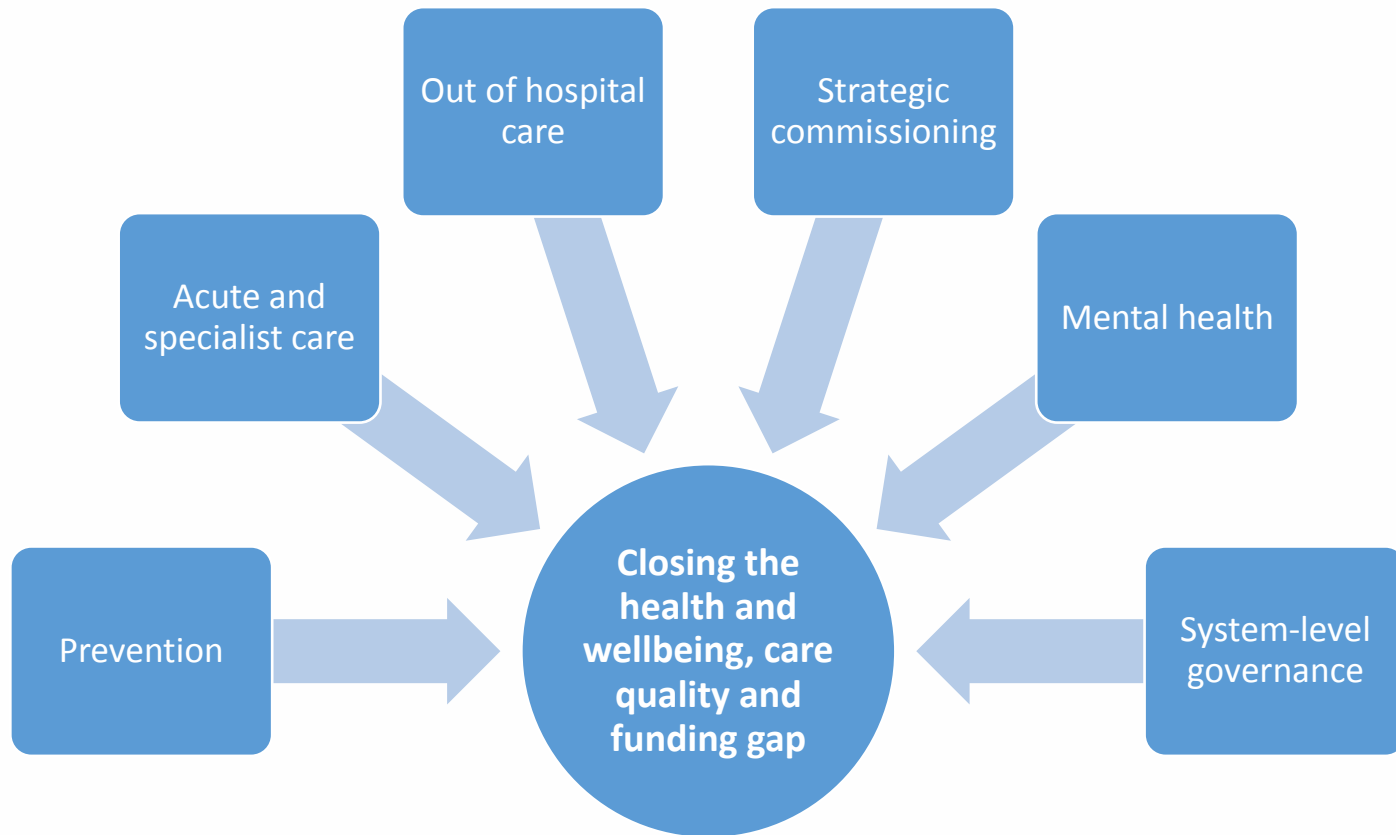 Out of hospital
care
Strategic
commissioning
Acute and
specialist care
Mental health
Prevention
Closing the
health and
wellbeing, care
quality and
funding gap
System-level
governance